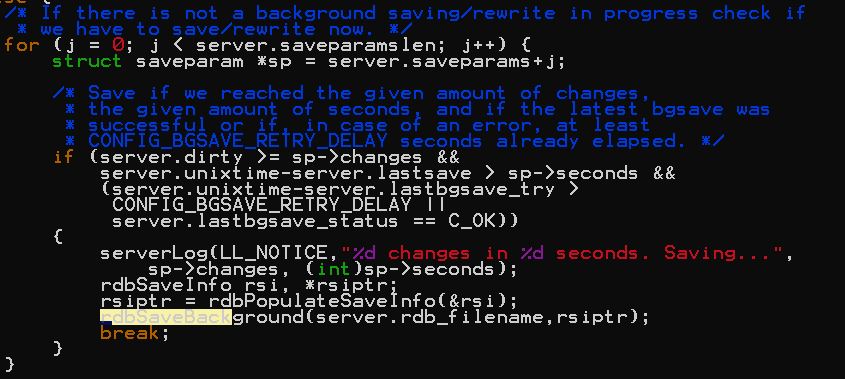 /* If there is not a background saving/rewrite in progress check if
 * we have to save/rewrite now. */
for (j = 0; j < server.saveparamslen; j++) {
    struct saveparam *sp = server.saveparams+j;

    /* Save if we reached the given amount of changes,
     * the given amount of seconds, and if the latest bgsave was
     * successful or if, in case of an error, at least
     * CONFIG_BGSAVE_RETRY_DELAY seconds already elapsed. */
    if (server.dirty >= sp->changes &&
        server.unixtime-server.lastsave > sp->seconds &&
        (server.unixtime-server.lastbgsave_try >
         CONFIG_BGSAVE_RETRY_DELAY ||
         server.lastbgsave_status == C_OK))
    {
        serverLog(LL_NOTICE,"%d changes in %d seconds. Saving...",
            sp->changes, (int)sp->seconds);
        rdbSaveInfo rsi, *rsiptr;
        rsiptr = rdbPopulateSaveInfo(&rsi);
        rdbSaveBackground(server.rdb_filename,rsiptr);
        break;
    }
}